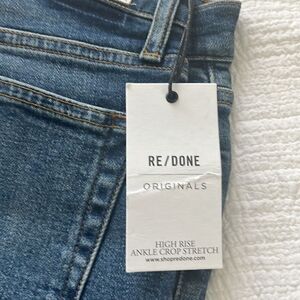 RE/DONE
ORIGINALS
HIGH RISE
ANKLE CROP STRETCH
www.shopredone.com